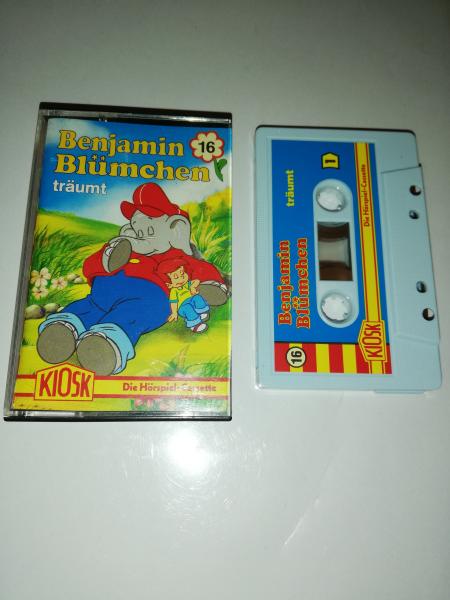 Benjamin
Blümchen
16
träumt
KIOSK
Die Hörspiel-Cassette
16
Benjamin
Blümchen
träumt
1
KIOSK
Die Hörspiel-Cassette